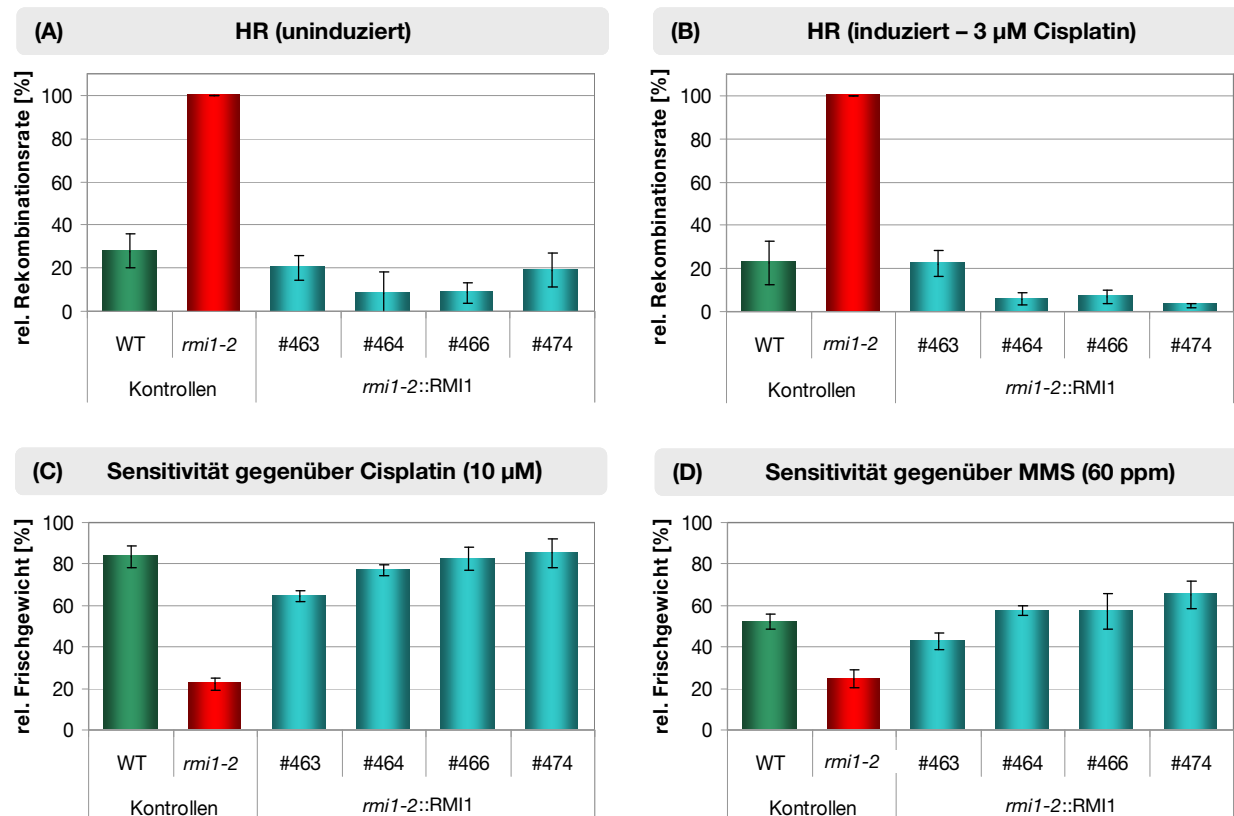 (A) HR (uninduziert)
rel. Rekombinationsrate [%]
100
80
60
40
20
0
WT rmi1-2 #463 #464 #466 #474
Kontrollen rmi1-2::RMI1
(B) HR (induziert – 3 µM Cisplatin)
rel. Rekombinationsrate [%]
100
80
60
40
20
0
WT rmi1-2 #463 #464 #466 #474
Kontrollen rmi1-2::RMI1
(C) Sensitivität gegenüber Cisplatin (10 µM)
rel. Frischgewicht [%]
100
80
60
40
20
0
WT rmi1-2 #463 #464 #466 #474
Kontrollen rmi1-2::RMI1
(D) Sensitivität gegenüber MMS (60 ppm)
rel. Frischgewicht [%]
100
80
60
40
20
0
WT rmi1-2 #463 #464 #466 #474
Kontrollen rmi1-2::RMI1